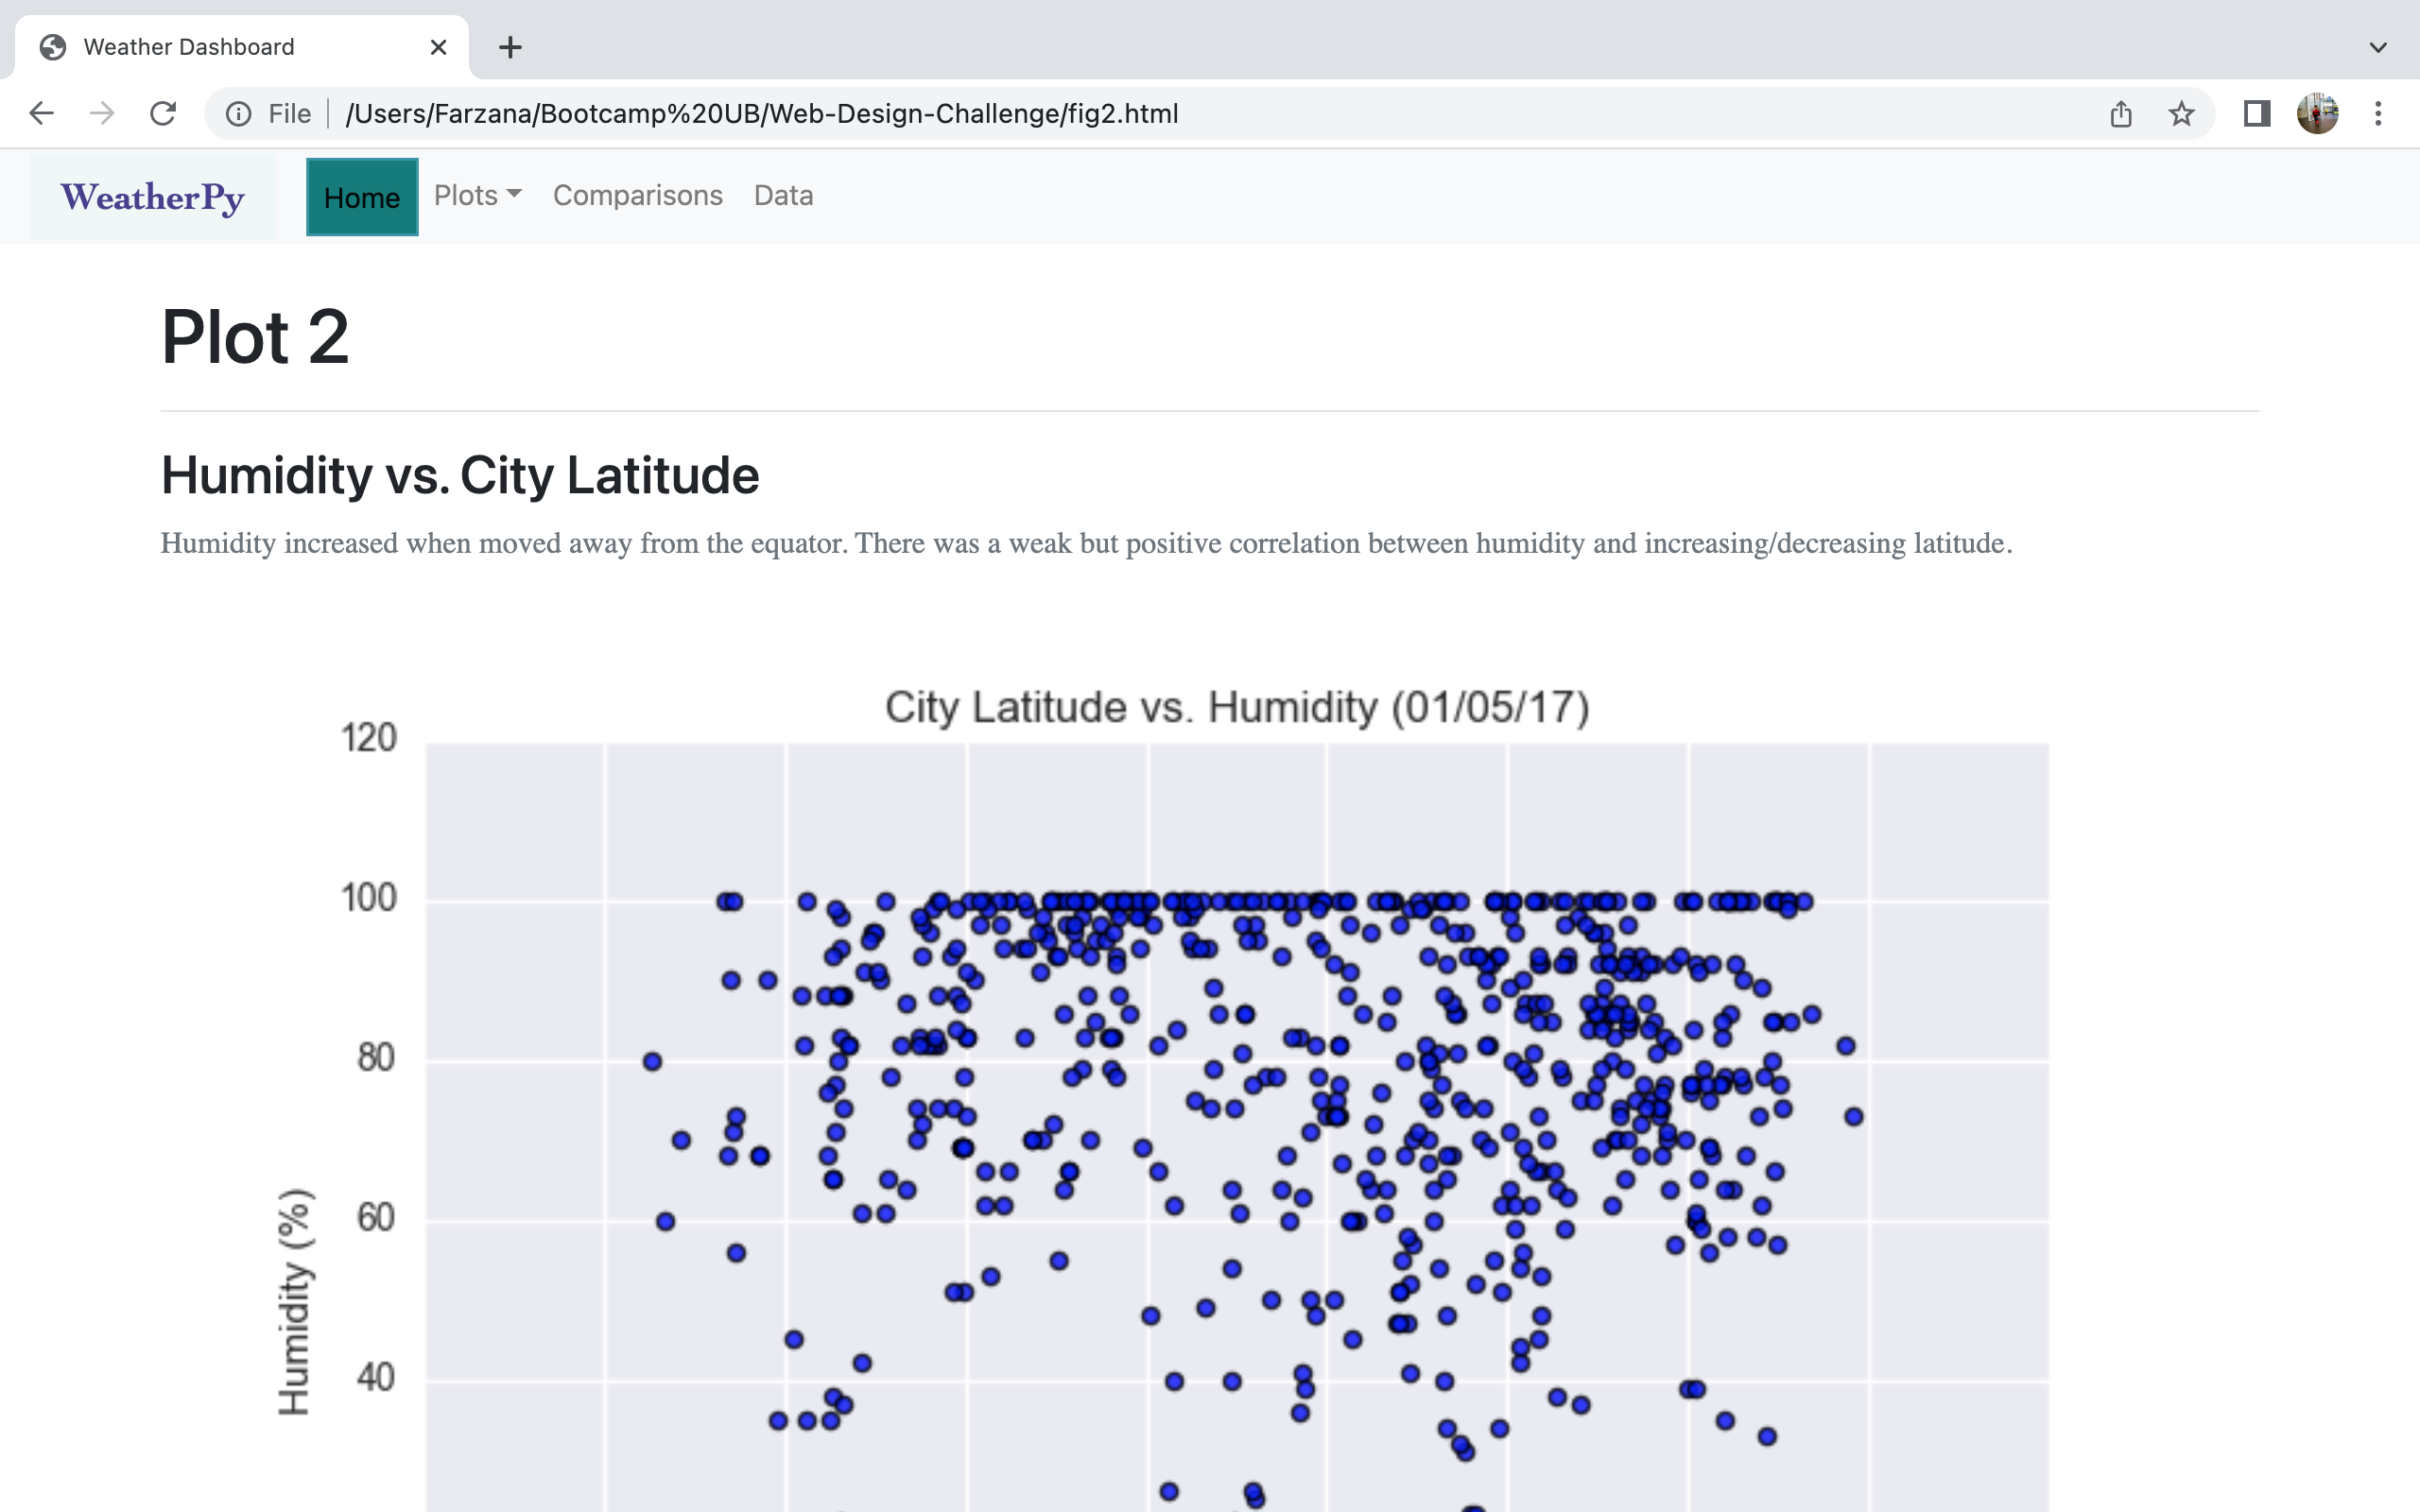 Weather Dashboard
File | /Users/Farzana/Bootcamp%20UB/Web-Design-Challenge/fig2.html
WeatherPy Home Plots Comparisons Data
Plot 2
Humidity vs. City Latitude
Humidity increased when moved away from the equator. There was a weak but positive correlation between humidity and increasing/decreasing latitude.
City Latitude vs. Humidity (01/05/17)
120
100
80
60
40
Humidity (%)